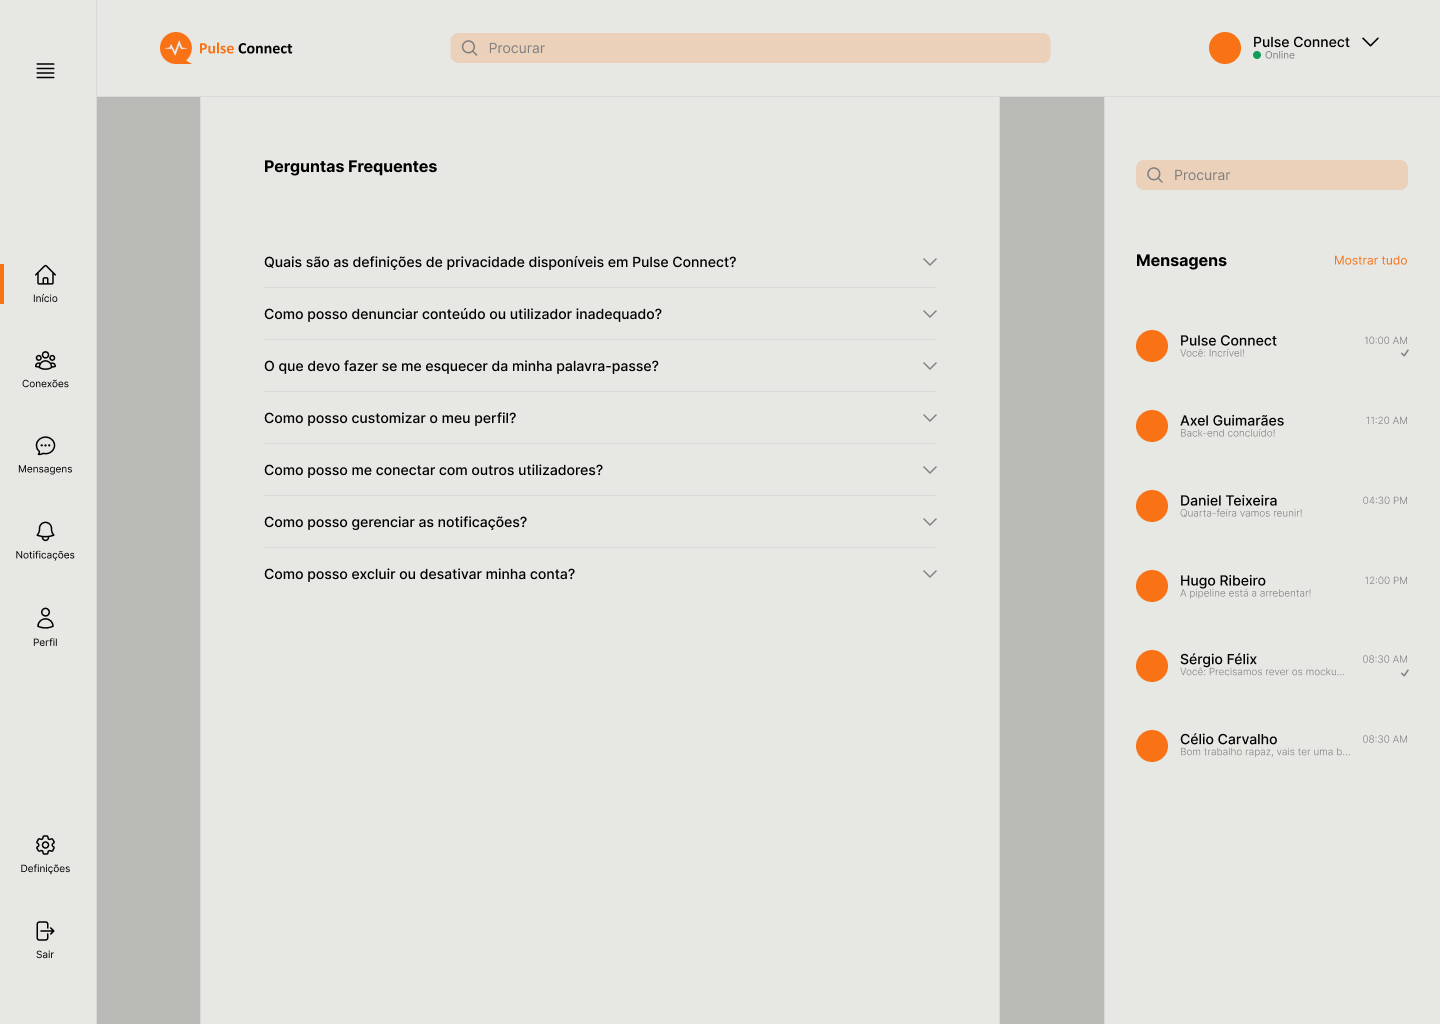 Pulse Connect
Procurar
Pulse Connect
Online
Início
Conexões
Mensagens
Notificações
Perfil
Definições
Sair
Perguntas Frequentes
Quais são as definições de privacidade disponíveis em Pulse Connect?
Como posso denunciar conteúdo ou utilizador inadequado?
O que devo fazer se me esquecer da minha palavra-passe?
Como posso customizar o meu perfil?
Como posso me conectar com outros utilizadores?
Como posso gerenciar as notificações?
Como posso excluir ou desativar minha conta?
Procurar
Mensagens Mostrar tudo
Pulse Connect 10:00 AM
Você: Incrível!
Axel Guimarães 11:20 AM
Back-end concluído!
Daniel Teixeira 04:30 PM
Quarta-feira vamos reunir!
Hugo Ribeiro 12:00 PM
A pipeline está a arrebentar!
Sérgio Félix 08:30 AM
Você: Precisamos rever os mocku...
Célio Carvalho 08:30 AM
Bom trabalho rapaz, vais ter uma b...